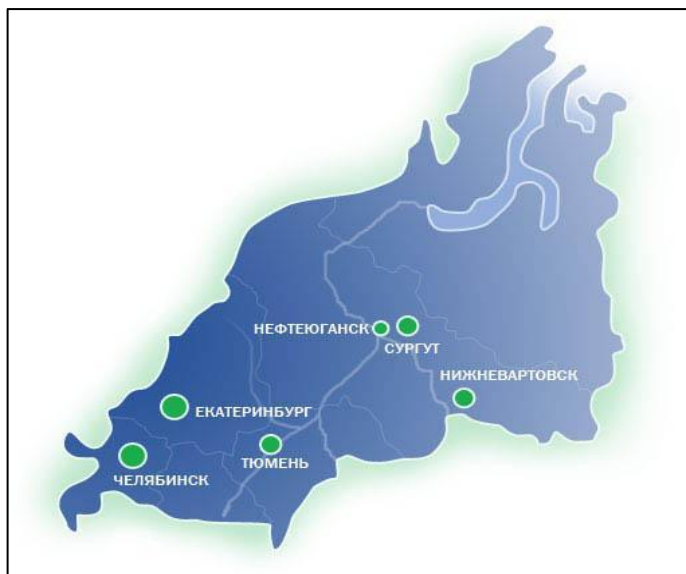 НЕФТЕЮГАНСК
СУРГУТ
НИЖНЕВАРТОВСК
ЕКАТЕРИНБУРГ
ТЮМЕНЬ
ЧЕЛЯБИНСК